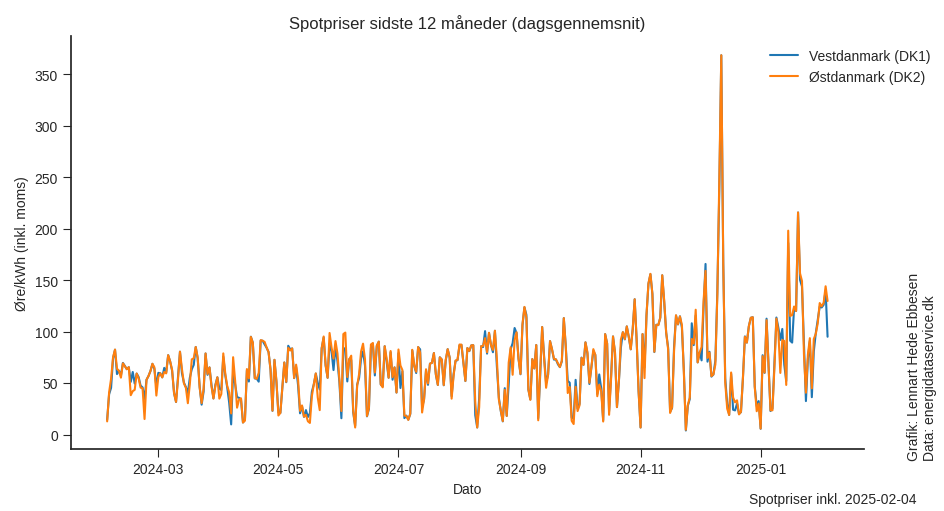 Spotpriser sidste 12 måneder (dagsgennemsnit)
Vestdanmark (DK1)
Østdanmark (DK2)
Øre/kWh (inkl. moms)
350
300
250
200
150
100
50
0
2024-03
2024-05
2024-07
2024-09
2024-11
2025-01
Dato
Grafik: Lennart Hede Ebbesen
Data: energidataservice.dk
Spotpriser inkl. 2025-02-04